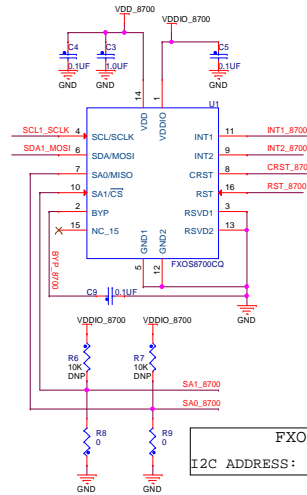 VDD_8700
VDDIO_8700
C4
C3
C5
0.1UF
1.0UF
0.1UF
GND
GND
GND
14
1
U1
VDD
VDDIO
SCL1_SCLK
4
SCL/SCLK
INT1
11
INT1_8700
SDA1_MOSI
6
SDA/MOSI
INT2
9
INT2_8700
7
SA0/MISO
CRST
8
CRST_8700
10
SA1/CS
RST
16
RST_8700
2
BYP
RSVD1
3
15
NC_15
RSVD2
13
GND1
GND2
BYP_8700
5
12
FXOS8700CQ
C9
0.1UF
GND
VDDIO_8700
VDDIO_8700
R6
10K
DNP
R7
10K
DNP
SA1_8700
SA0_8700
R8
0
R9
0
GND
GND
FXO
I2C ADDRESS: